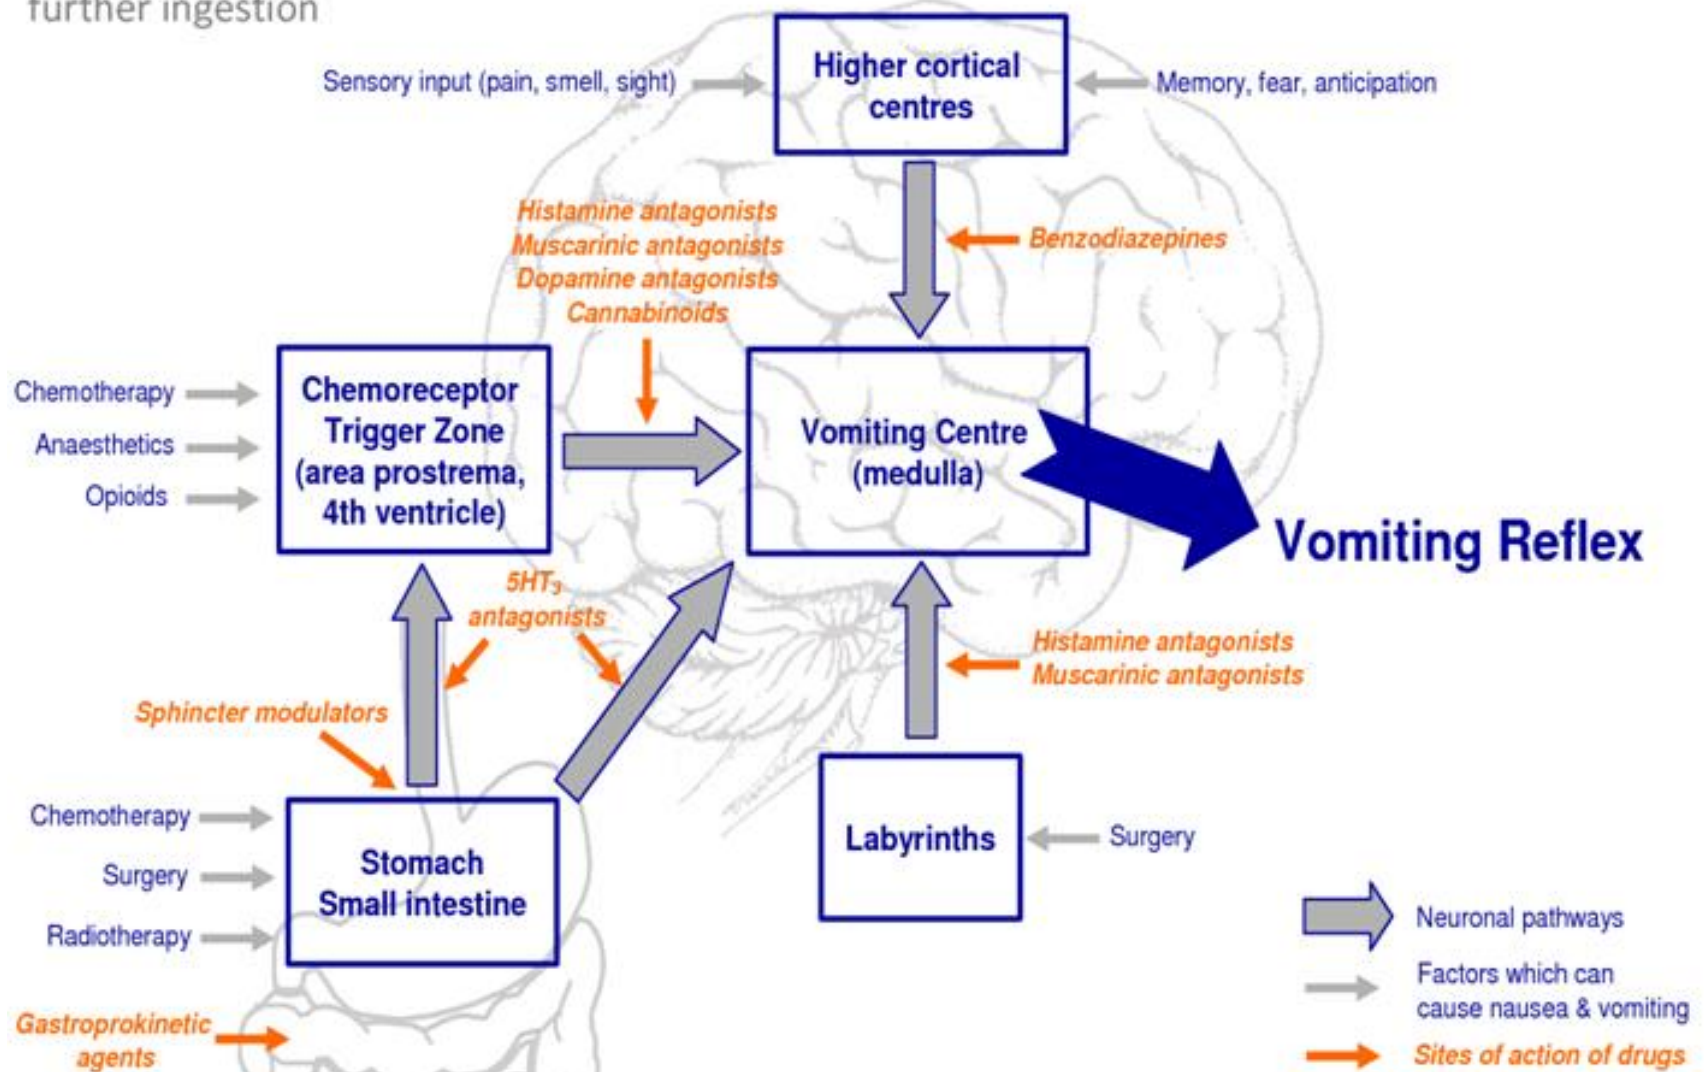 further ingestion
Higher cortical
centres
Sensory input (pain, smell, sight)
Memory, fear, anticipation
Histamine antagonists
Muscarinic antagonists
Dopamine antagonists
Cannabinoids
Benzodiazepines
Chemotherapy
Anaesthetics
Opioids
Chemoreceptor
Trigger Zone
(area prostrema,
4th ventricle)
Vomiting Centre
(medulla)
Vomiting Reflex
5HT₃
antagonists
Histamine antagonists
Muscarinic antagonists
Sphincter modulators
Chemotherapy
Surgery
Radiotherapy
Stomach
Small intestine
Labyrinths
Surgery
Gastroprokinetic
agents
Neuronal pathways
Factors which can
cause nausea & vomiting
Sites of action of drugs